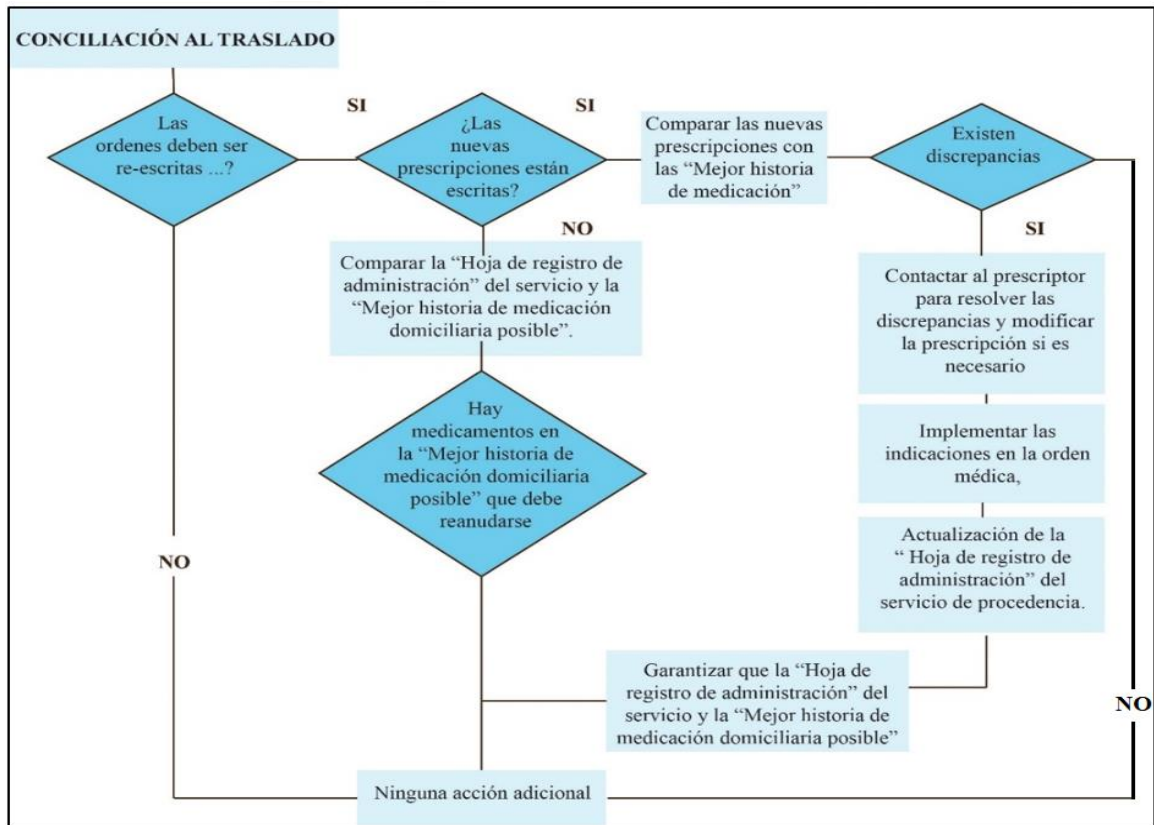 CONCILIACIÓN AL TRASLADO
Las
ordenes deben ser
re-escritas ...?
SI
¿Las
nuevas
prescripciones están
escritas?
SI
Comparar las nuevas
prescripciones con
las “Mejor historia
de medicación”
Existen
discrepancias
NO
Comparar la “Hoja de registro de
administración” del servicio y la
“Mejor historia de medicación
domiciliaria posible”.
SI
Contactar al prescriptor
para resolver las
discrepancias y modificar
la prescripción si es
necesario
Hay
medicamentos en
la “Mejor historia de
medicación domiciliaria
posible” que debe
reanudarse
Implementar las
indicaciones en la orden
médica,
Actualización de la
“ Hoja de registro de
administración” del
servicio de procedencia.
NO
Garantizar que la “Hoja de
registro de administración” del
servicio y la “Mejor historia de
medicación domiciliaria posible”
NO
Ninguna acción adicional